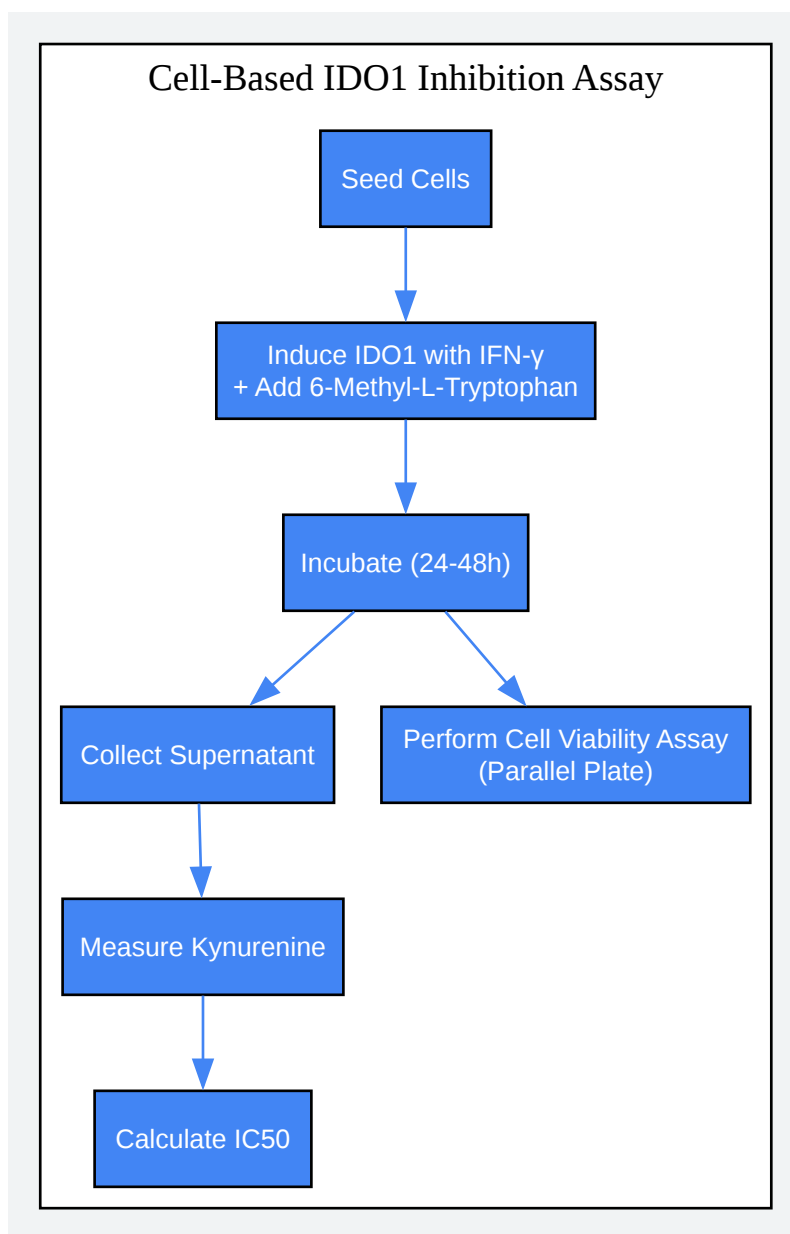 Cell-Based IDO1 Inhibition Assay
Seed Cells
Induce IDO1 with IFN-γ
+ Add 6-Methyl-L-Tryptophan
Incubate (24-48h)
Collect Supernatant
Perform Cell Viability Assay
(Parallel Plate)
Measure Kynurenine
Calculate IC50